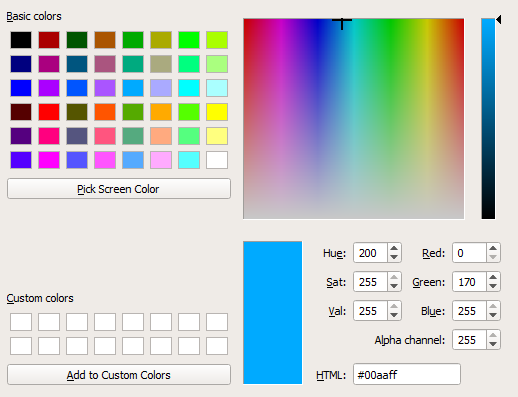 Basic colors
Pick Screen Color
Hue: 200
Red: 0
Sat: 255
Green: 170
Val: 255
Blue: 255
Custom colors
Alpha channel: 255
Add to Custom Colors
HTML: #00aaff